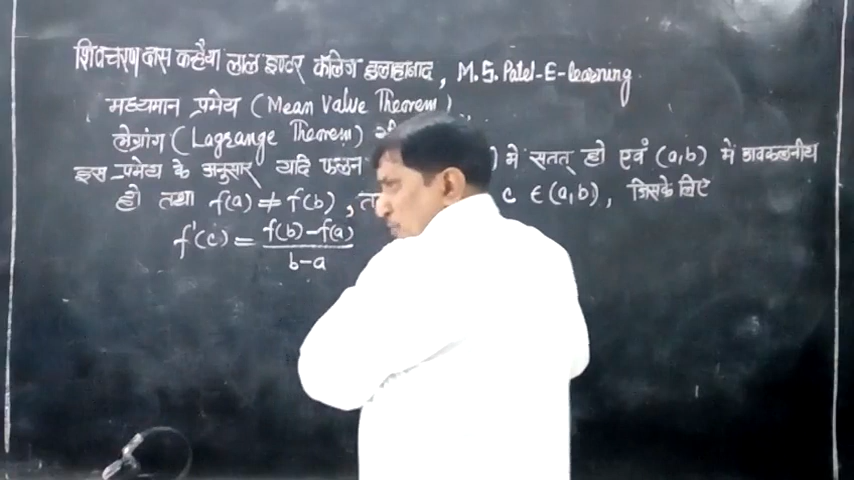 शिवचरण दास कन्हैया लाल इण्टर कॉलेज इलाहाबाद, M.S. Patel-E-learning
मध्यमान प्रमेय (Mean Value Theorem)
लेग्रांज (Lagrange Theorem)
इस प्रमेय के अनुसार यदि फलन ) में सतत् हो एवं (a,b) में अवकलनीय
हो तथा f(a) ≠ f(b), c ∈ (a,b), जिसके लिए
f'(c) = \frac{f(b)-f(a)}{b-a}